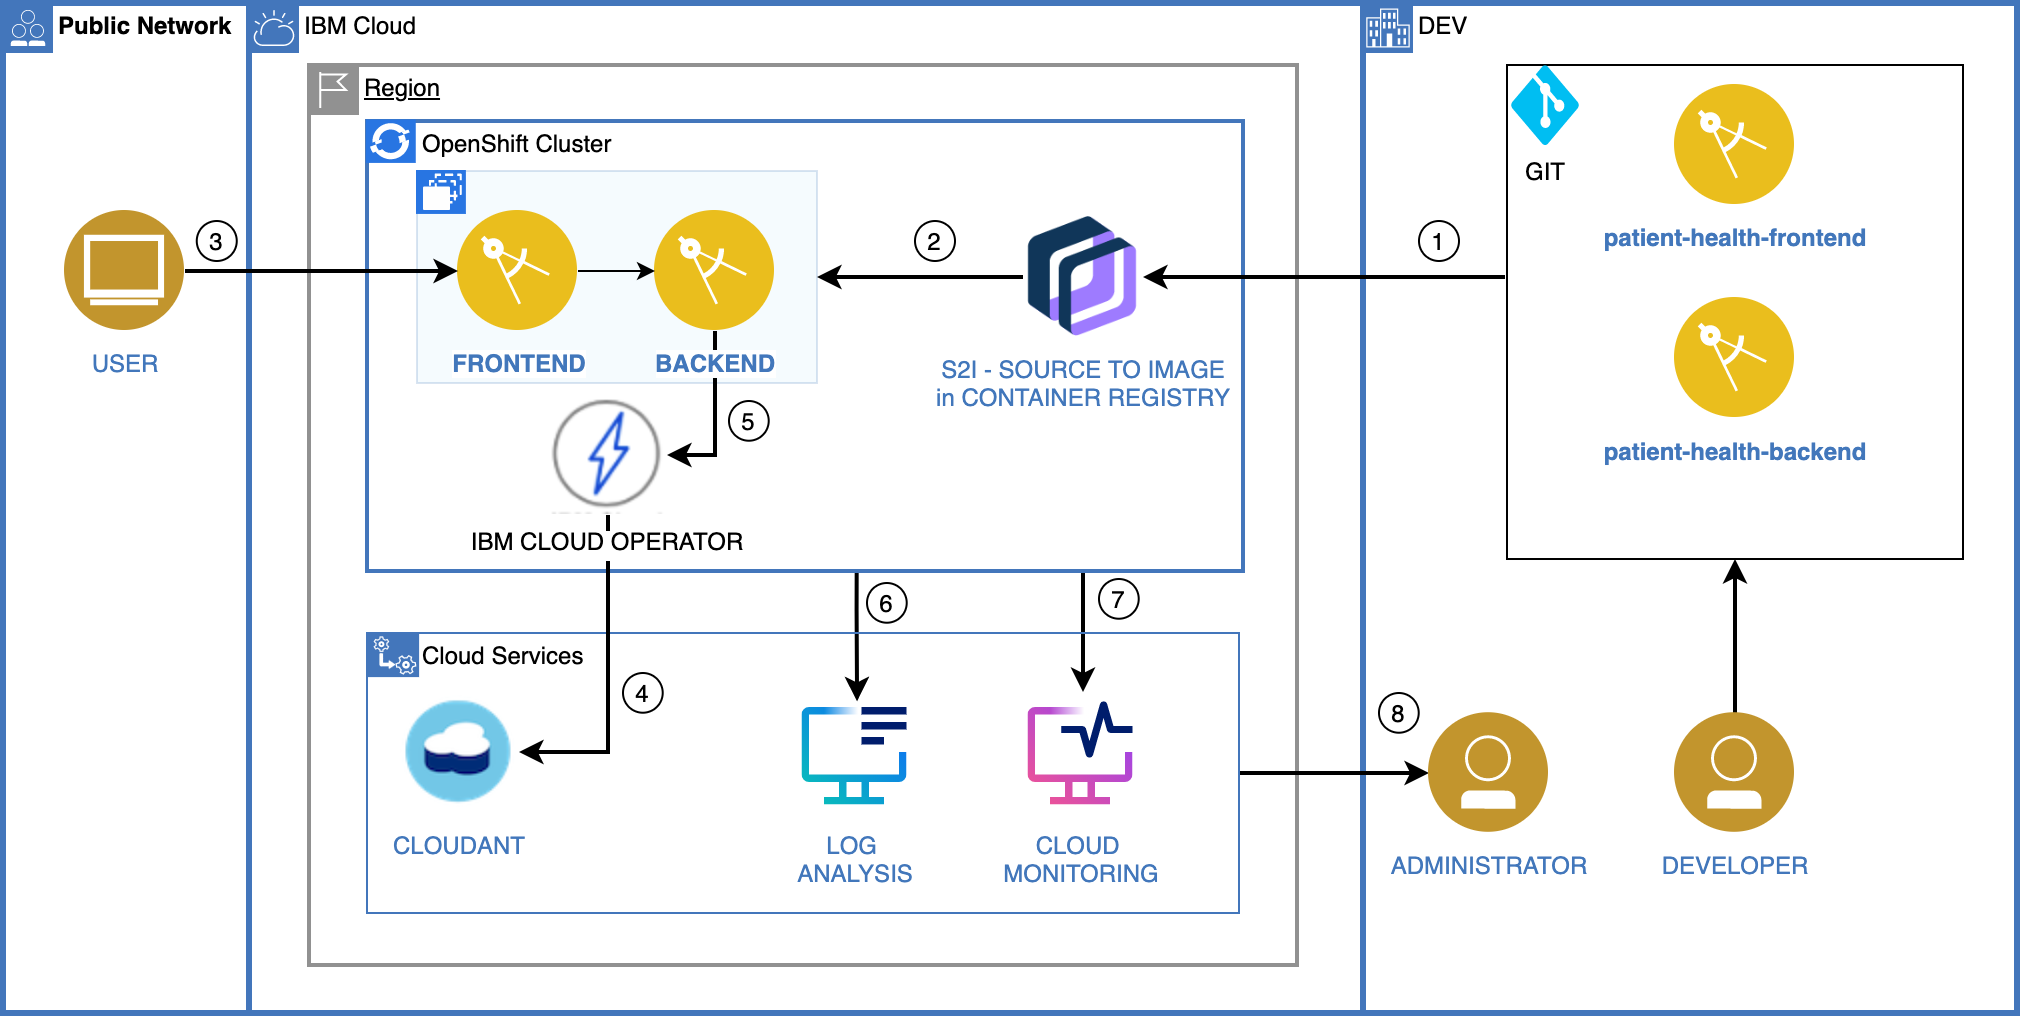 Public Network
IBM Cloud
DEV
Region
OpenShift Cluster
GIT
patient-health-frontend
patient-health-backend
3
2
1
USER
FRONTEND
BACKEND
S2I - SOURCE TO IMAGE
in CONTAINER REGISTRY
5
IBM CLOUD OPERATOR
6
7
Cloud Services
4
8
CLOUDANT
LOG
ANALYSIS
CLOUD
MONITORING
ADMINISTRATOR
DEVELOPER